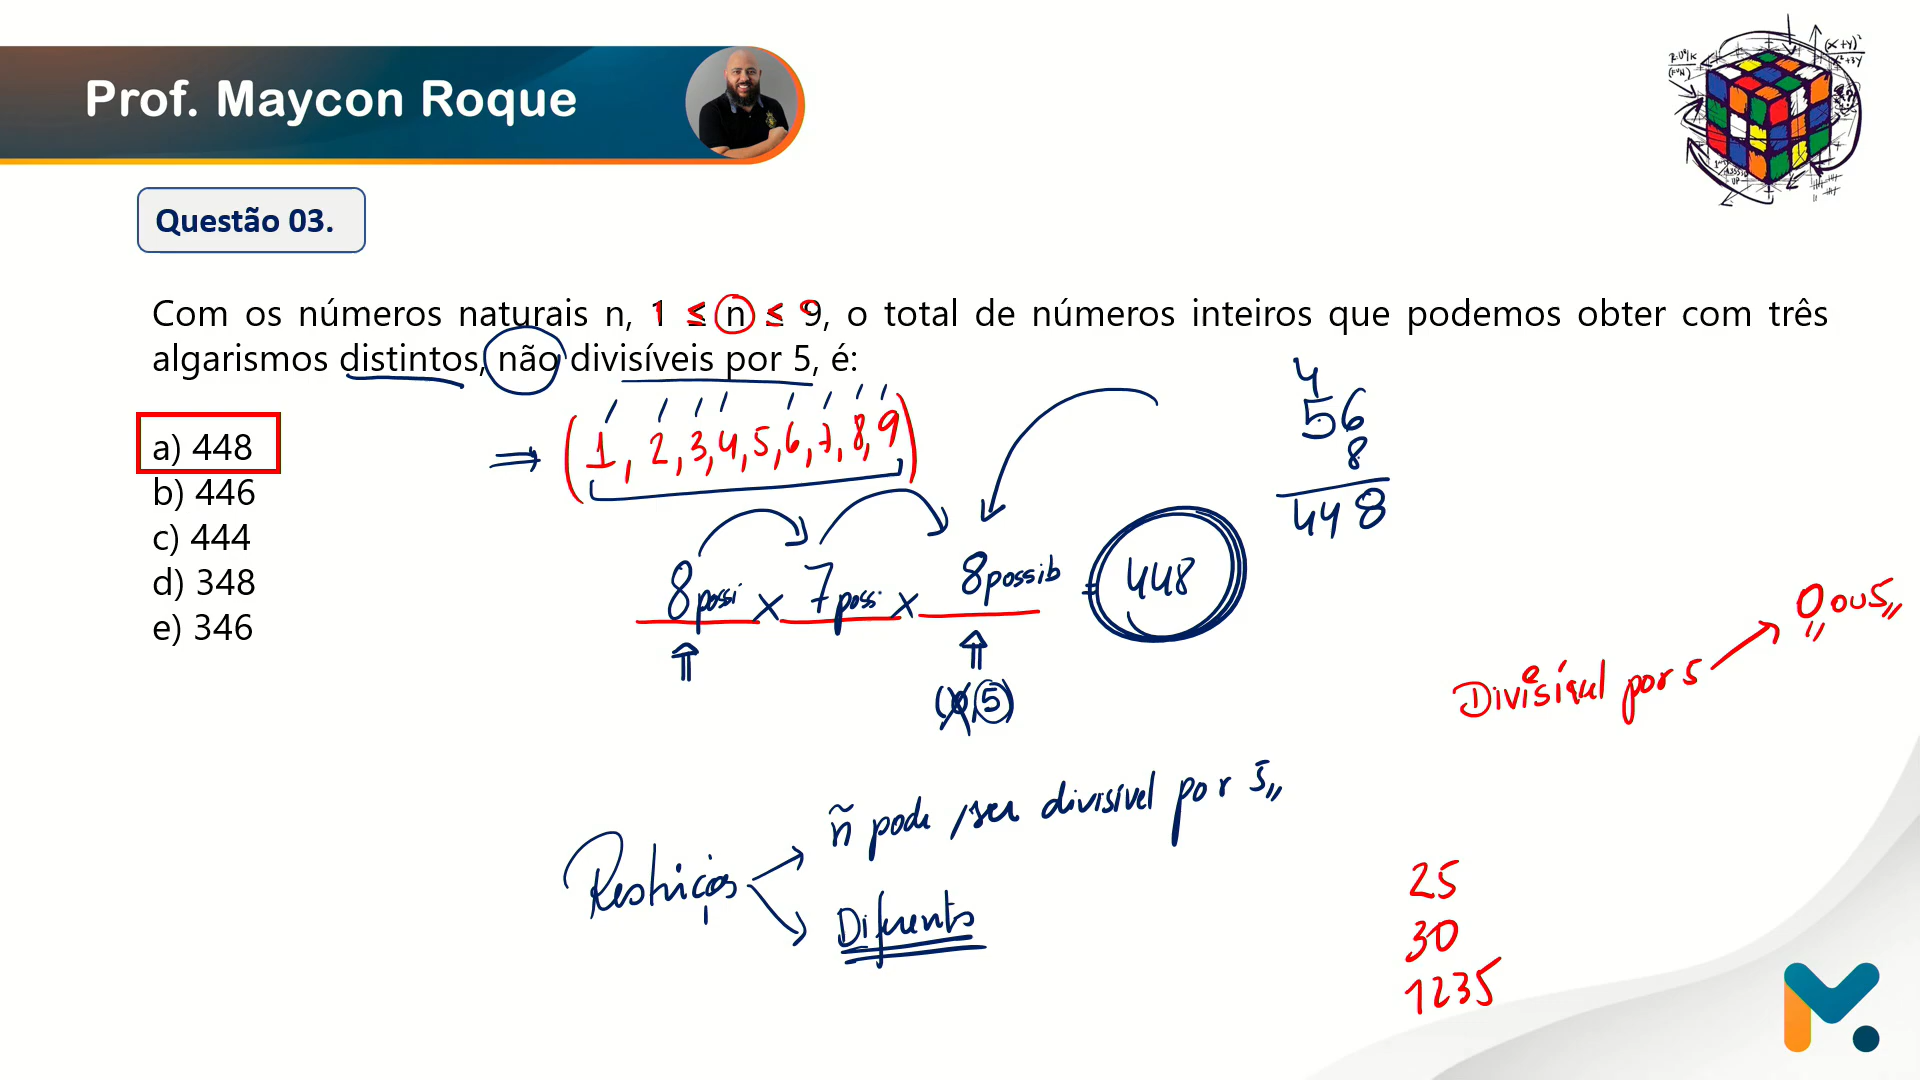 Prof. Maycon Roque
Questão 03.
Com os números naturais n, 1 ≤ n ≤ 9, o total de números inteiros que podemos obter com três
algarismos distintos, não divisíveis por 5, é:
a) 448
b) 446
c) 444
d) 348
e) 346
⇒ (1, 2, 3, 4, 5, 6, 7, 8, 9)
4
56
8
448
8 possi x 7 possi x 8 possib = 448
(0, 5)
Divisível por 5 → 0 ou 5
Restrições
ñ pode ser divisível por 5
Diferentes
25
30
1235